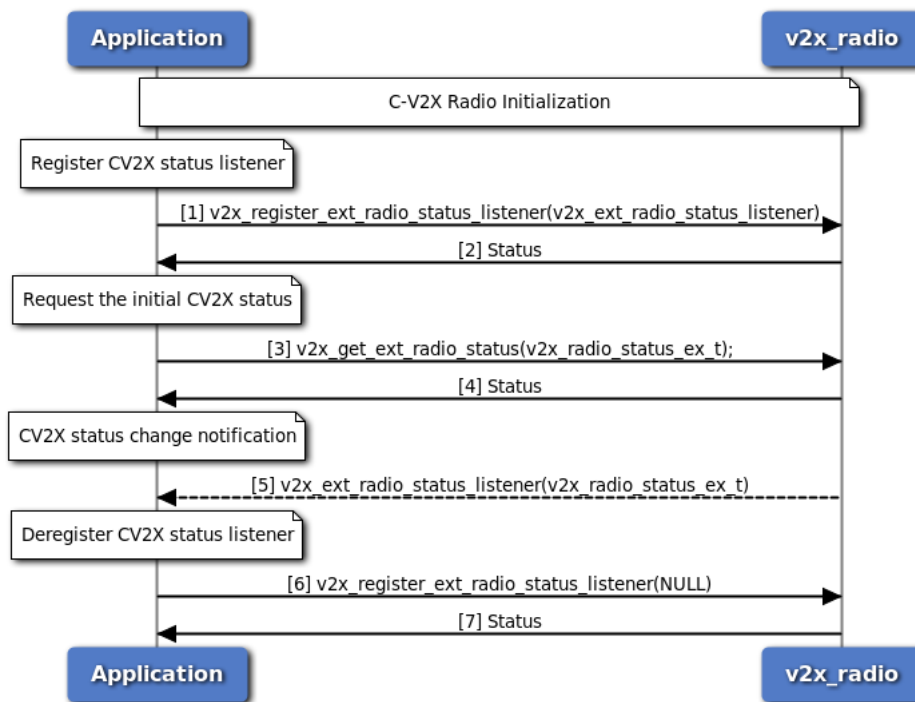 Application
v2x_radio
C-V2X Radio Initialization
Register CV2X status listener
[1] v2x_register_ext_radio_status_listener(v2x_ext_radio_status_listener)
[2] Status
Request the initial CV2X status
[3] v2x_get_ext_radio_status(v2x_radio_status_ex_t);
[4] Status
CV2X status change notification
[5] v2x_ext_radio_status_listener(v2x_radio_status_ex_t)
Deregister CV2X status listener
[6] v2x_register_ext_radio_status_listener(NULL)
[7] Status
Application
v2x_radio